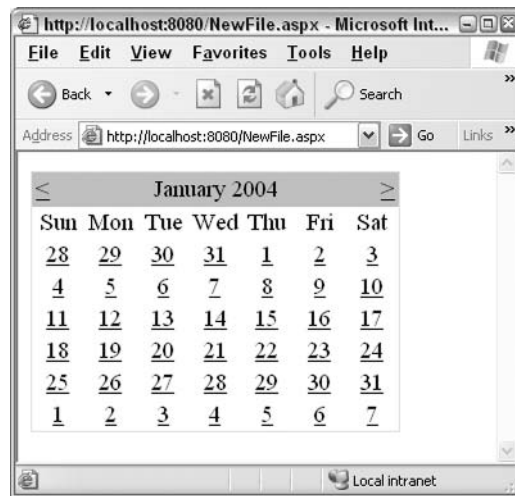 http://localhost:8080/NewFile.aspx - Microsoft Int...
File Edit View Favorites Tools Help
Back Search »
Address http://localhost:8080/NewFile.aspx Go Links »
< January 2004 >
Sun Mon Tue Wed Thu Fri Sat
28 29 30 31 1 2 3
4 5 6 7 8 9 10
11 12 13 14 15 16 17
18 19 20 21 22 23 24
25 26 27 28 29 30 31
1 2 3 4 5 6 7
Local intranet